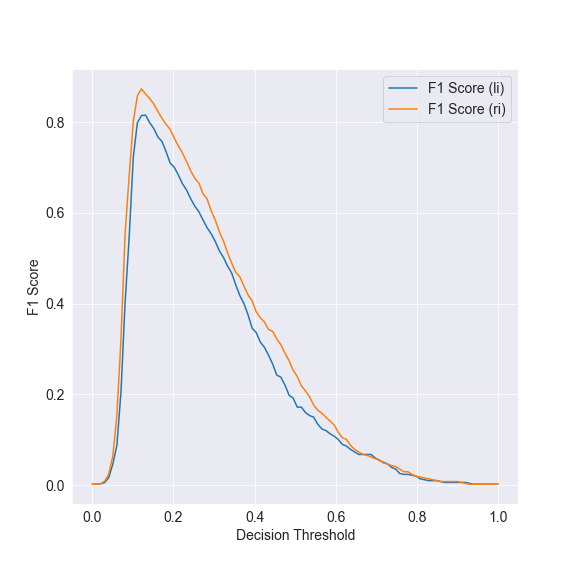 F1 Score (li)
F1 Score (ri)
0.8
0.6
0.4
0.2
0.0
F1 Score
0.0 0.2 0.4 0.6 0.8 1.0
Decision Threshold